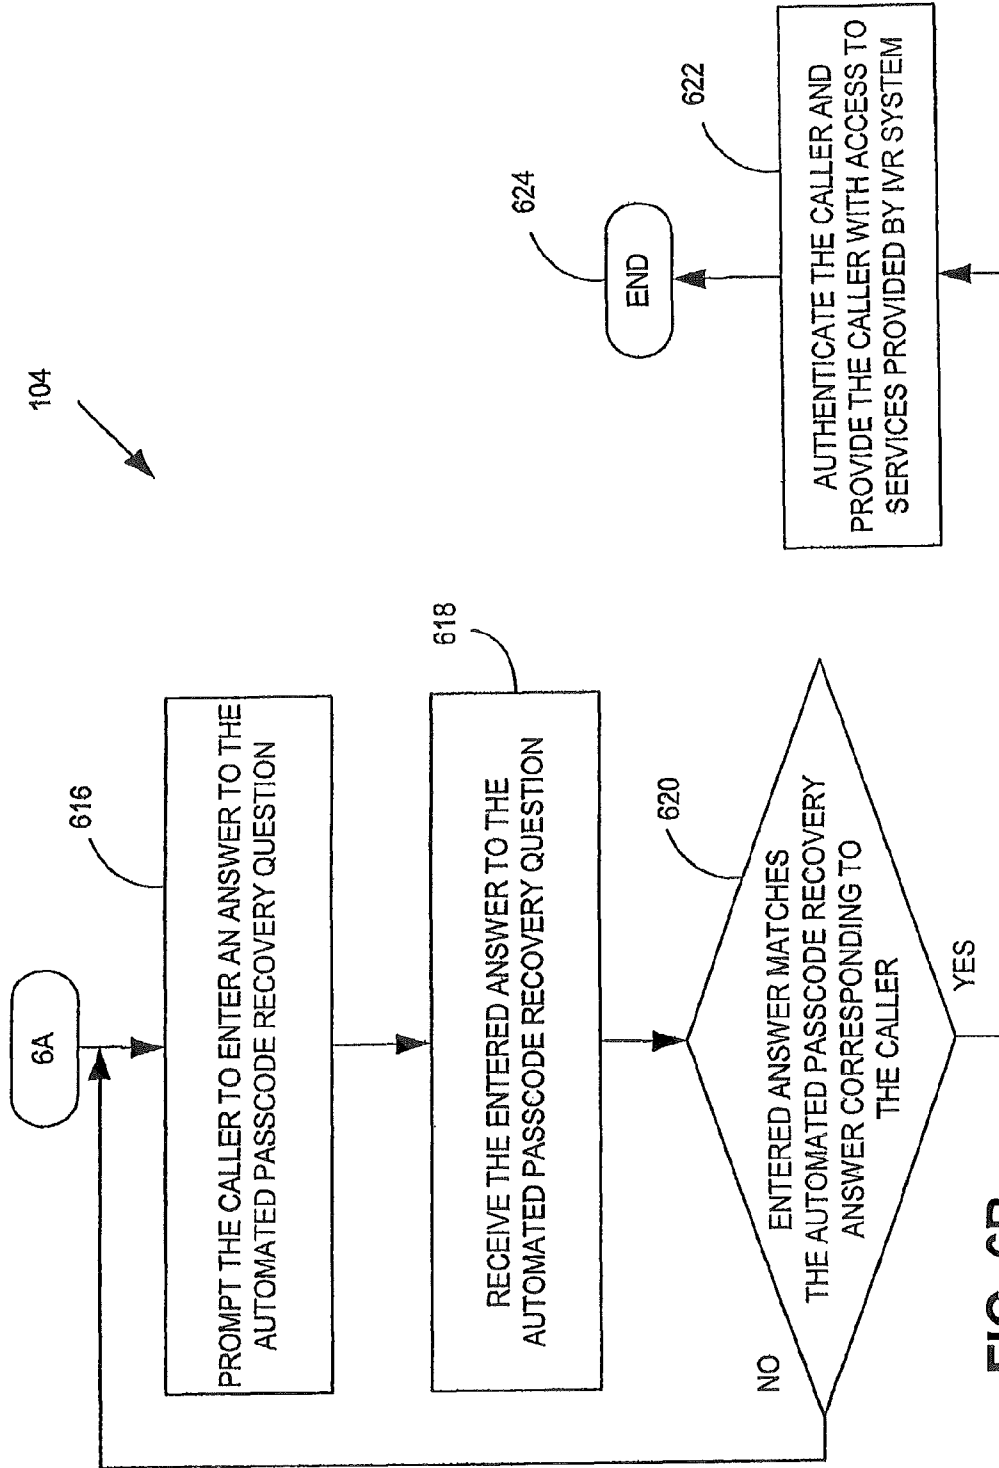 104
6A
616
PROMPT THE CALLER TO ENTER AN ANSWER TO THE
AUTOMATED PASSCODE RECOVERY QUESTION
618
RECEIVE THE ENTERED ANSWER TO THE
AUTOMATED PASSCODE RECOVERY QUESTION
620
ENTERED ANSWER MATCHES
THE AUTOMATED PASSCODE RECOVERY
ANSWER CORRESPONDING TO
THE CALLER
NO
YES
624
END
622
AUTHENTICATE THE CALLER AND
PROVIDE THE CALLER WITH ACCESS TO
SERVICES PROVIDED BY IVR SYSTEM
FIG. 6B